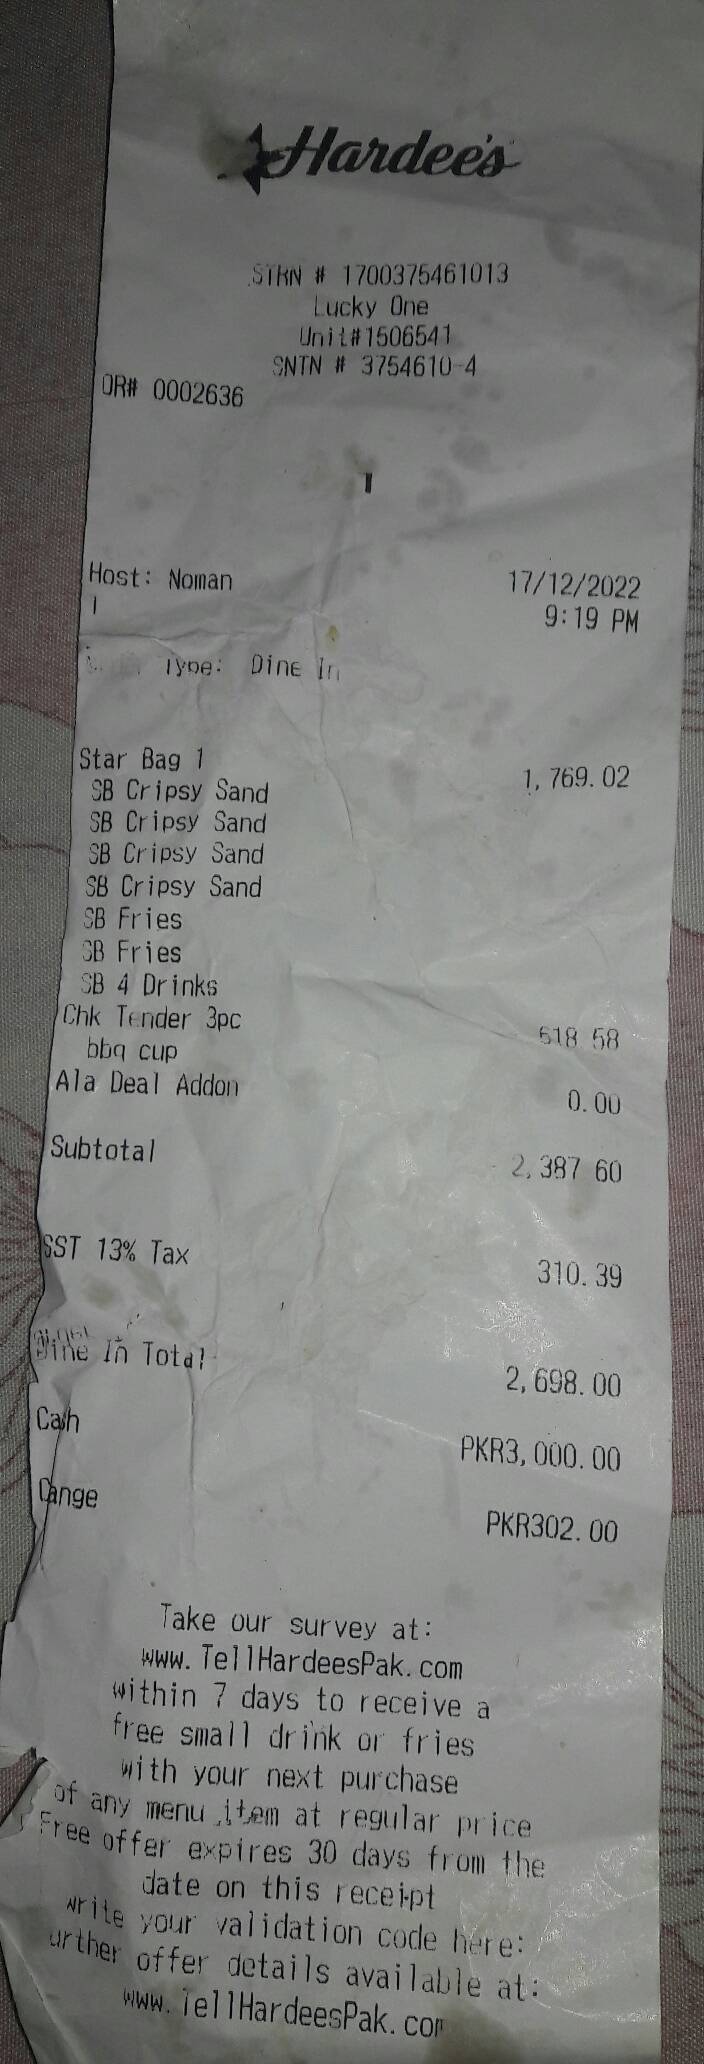 Hardee's
STRN # 1700375461013
Lucky One
Unit#1506541
SNTN # 3754610-4
OR# 0002636
Host: Noman 17/12/2022
9:19 PM
Type: Dine In
Star Bag 1 1,769.02
SB Cripsy Sand
SB Cripsy Sand
SB Cripsy Sand
SB Cripsy Sand
SB Fries
SB Fries
SB 4 Drinks
Chk Tender 3pc 618 58
bbq cup
Ala Deal Addon 0.00
Subtotal 2,387 60
SST 13% Tax 310.39
Dine In Total 2,698.00
Cash PKR3,000.00
Cange PKR302.00
Take our survey at:
www.TellHardeesPak.com
within 7 days to receive a
free small drink or fries
with your next purchase
of any menu item at regular price
Free offer expires 30 days from the
date on this receipt
write your validation code here:
urther offer details available at:
www.TellHardeesPak.com